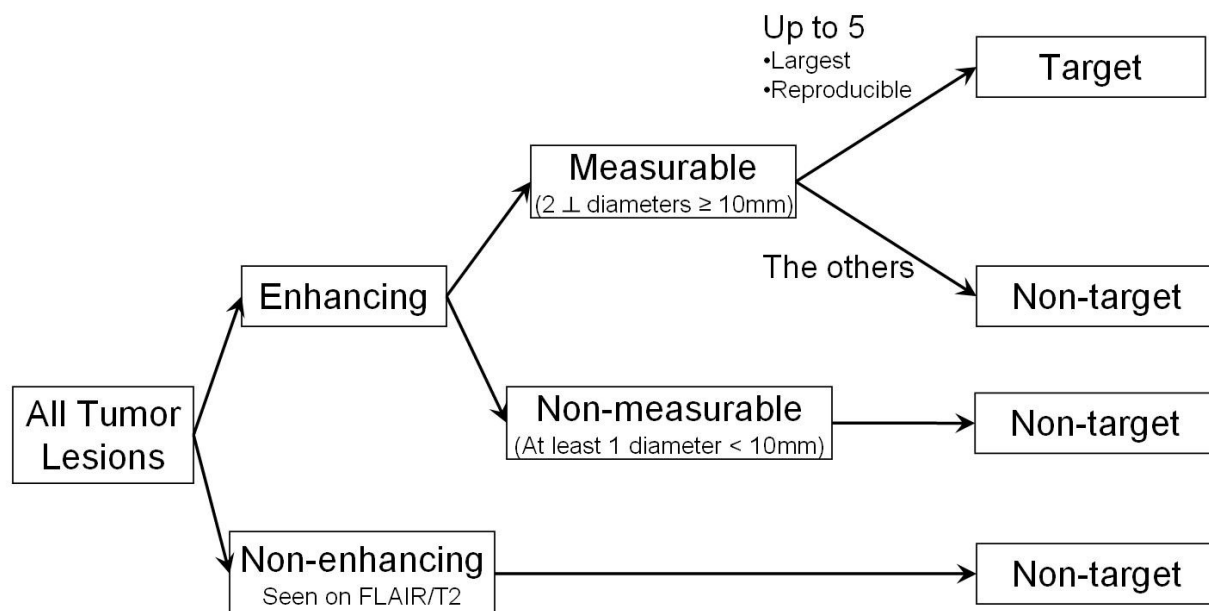 Up to 5
•Largest
•Reproducible
Target
Measurable
(2 ⊥ diameters ≥ 10mm)
The others
Enhancing
Non-target
All Tumor
Lesions
Non-measurable
(At least 1 diameter < 10mm)
Non-target
Non-enhancing
Seen on FLAIR/T2
Non-target